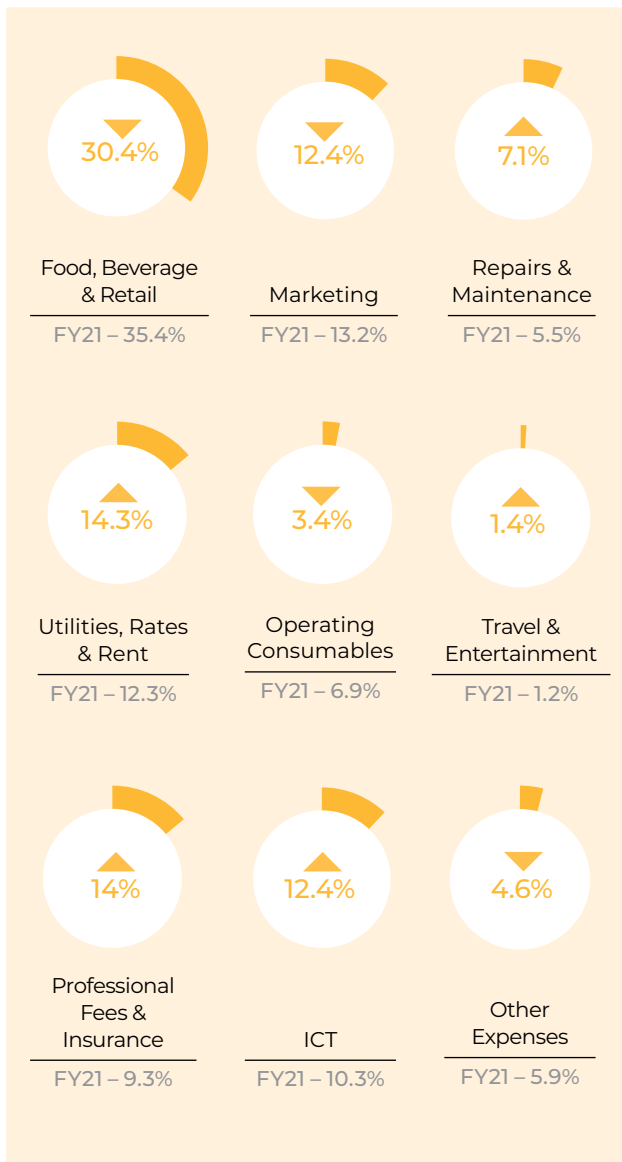 30.4%
Food, Beverage
& Retail
FY21 – 35.4%
12.4%
Marketing
FY21 – 13.2%
7.1%
Repairs &
Maintenance
FY21 – 5.5%
14.3%
Utilities, Rates
& Rent
FY21 – 12.3%
3.4%
Operating
Consumables
FY21 – 6.9%
1.4%
Travel &
Entertainment
FY21 – 1.2%
14%
Professional
Fees &
Insurance
FY21 – 9.3%
12.4%
ICT
FY21 – 10.3%
4.6%
Other
Expenses
FY21 – 5.9%